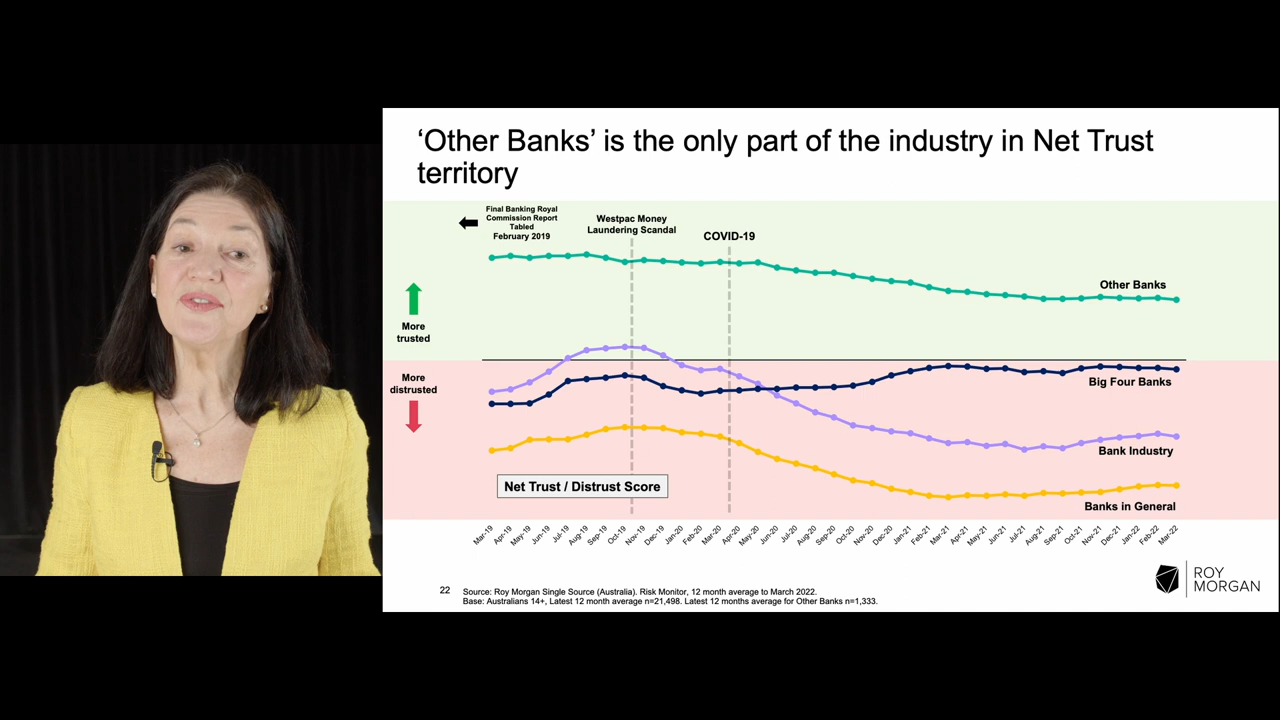 ‘Other Banks’ is the only part of the industry in Net Trust
territory
Final Banking Royal
Commission Report
Tabled
February 2019
Westpac Money
Laundering Scandal
COVID-19
Other Banks
More
trusted
More
distrusted
Big Four Banks
Bank Industry
Net Trust / Distrust Score
Banks in General
Mar-19
Apr-19
May-19
Jun-19
Jul-19
Aug-19
Sep-19
Oct-19
Nov-19
Dec-19
Jan-20
Feb-20
Mar-20
Apr-20
May-20
Jun-20
Jul-20
Aug-20
Sep-20
Oct-20
Nov-20
Dec-20
Jan-21
Feb-21
Mar-21
Apr-21
May-21
Jun-21
Jul-21
Aug-21
Sep-21
Oct-21
Nov-21
Dec-21
Jan-22
Feb-22
Mar-22
22
Source: Roy Morgan Single Source (Australia). Risk Monitor, 12 month average to March 2022.
Base: Australians 14+, Latest 12 month average n=21,498. Latest 12 months average for Other Banks n=1,333.
ROY
MORGAN